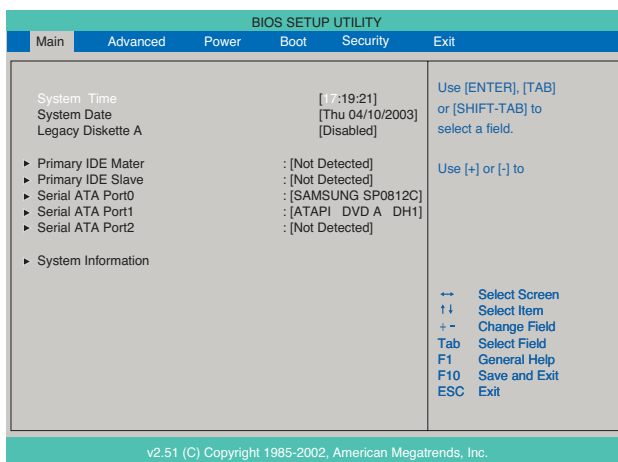 BIOS SETUP UTILITY
Main Advanced Power Boot Security Exit
System Time [17:19:21]
System Date [Thu 04/10/2003]
Legacy Diskette A [Disabled]
Primary IDE Mater : [Not Detected]
Primary IDE Slave : [Not Detected]
Serial ATA Port0 : [SAMSUNG SP0812C]
Serial ATA Port1 : [ATAPI DVD A DH1]
Serial ATA Port2 : [Not Detected]
System Information
Use [ENTER], [TAB]
or [SHIFT-TAB] to
select a field.
Use [+] or [-] to
↔ Select Screen
↑↓ Select Item
+ - Change Field
Tab Select Field
F1 General Help
F10 Save and Exit
ESC Exit
v2.51 (C) Copyright 1985-2002, American Megatrends, Inc.